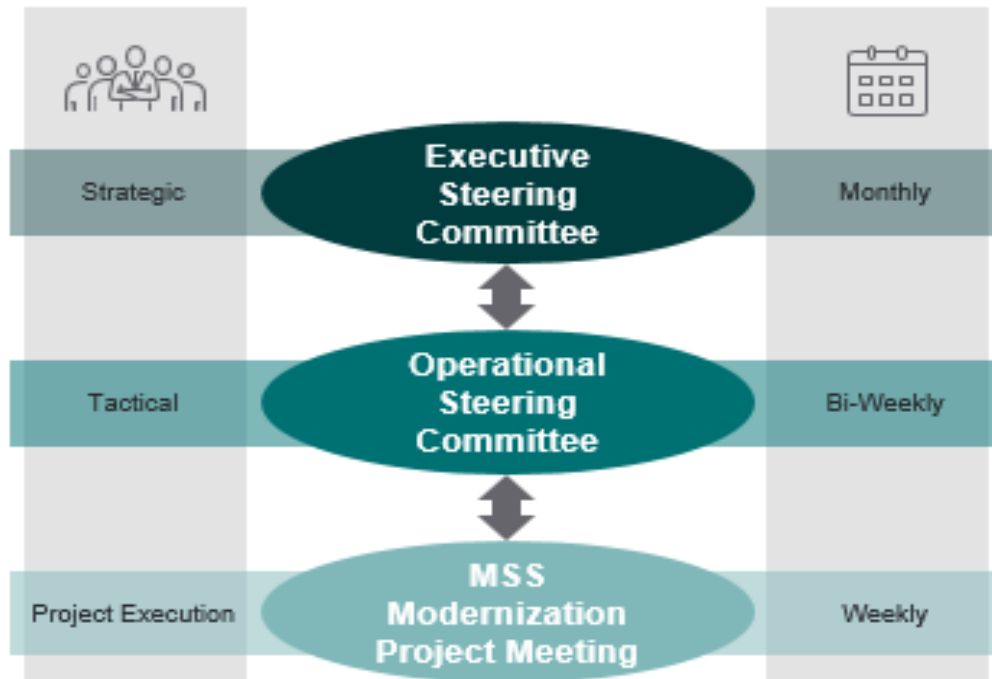 Executive
Steering
Committee
Strategic
Monthly
Operational
Steering
Committee
Tactical
Bi-Weekly
MSS
Modernization
Project Meeting
Project Execution
Weekly